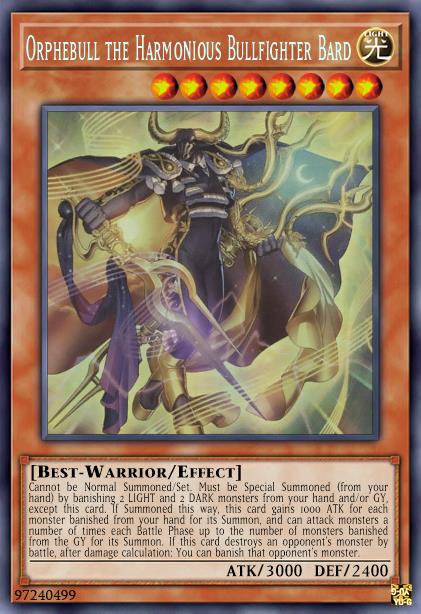 Orphebull the Harmonious Bullfighter Bard
LIGHT
光
[Best-Warrior/Effect]
Cannot be Normal Summoned/Set. Must be Special Summoned (from your
hand) by banishing 2 LIGHT and 2 DARK monsters from your hand and/or GY,
except this card. If Summoned this way, this card gains 1000 ATK for each
monster banished from your hand for its Summon, and can attack monsters a
number of times each Battle Phase up to the number of monsters banished
from the GY for its Summon. If this card destroys an opponent's monster by
battle, after damage calculation: You can banish that opponent's monster.
ATK/3000 DEF/2400
97240499